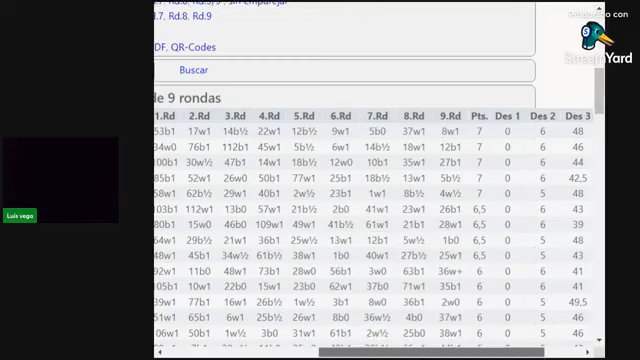 Rd.7, Rd.8, Rd.9
PDF, QR-Codes
Buscar
de 9 rondas
1.Rd 2.Rd 3.Rd 4.Rd 5.Rd 6.Rd 7.Rd 8.Rd 9.Rd Pts. Des 1 Des 2 Des 3
53b1 17w1 14b½ 22w1 12b½ 9w1 5b0 37w1 8w1 7 0 6 48
34w0 76b1 112b1 45w1 5b½ 6w1 14b½ 18w1 12b1 7 0 6 46
100b1 30w½ 47b1 14w1 18b½ 12w0 10b1 35w1 27b1 7 0 6 44
85b1 52w1 26w0 50b1 77w1 25b1 18b½ 13w1 5b½ 7 0 6 42,5
58w1 62b½ 29w1 40b1 2w½ 23b1 1w1 8b½ 4w½ 7 0 5 48
103b1 112w1 13b0 57w1 21b½ 2b0 41w1 23w1 26b1 6,5 0 6 43
80b1 15w0 46b0 109w1 49w1 41b½ 61w1 21b1 28w1 6,5 0 6 39
64w1 29b½ 21w1 36b1 25w½ 13w1 12b1 5w½ 1b0 6,5 0 5 48
48w1 45b1 34w½ 61b½ 38w1 1b0 40w1 27b½ 25w1 6,5 0 5 43
92w1 11b0 48w1 73b1 28w0 56b1 3w0 63b1 36w+ 6 0 6 41
105b1 10w1 22b0 15w1 23b0 62w1 37b0 71w1 35b1 6 0 6 41
39w1 77b1 16w1 26b½ 1w½ 3b1 8w0 36b1 2w0 6 0 5 49,5
51w1 65b1 6w1 25b½ 26w1 8b0 36w½ 4b0 37w1 6 0 5 46
106w1 50b1 1w½ 3b0 31w1 61b1 2w½ 25b0 38w1 6 0 5 46
Luis vego
con
StreamYard